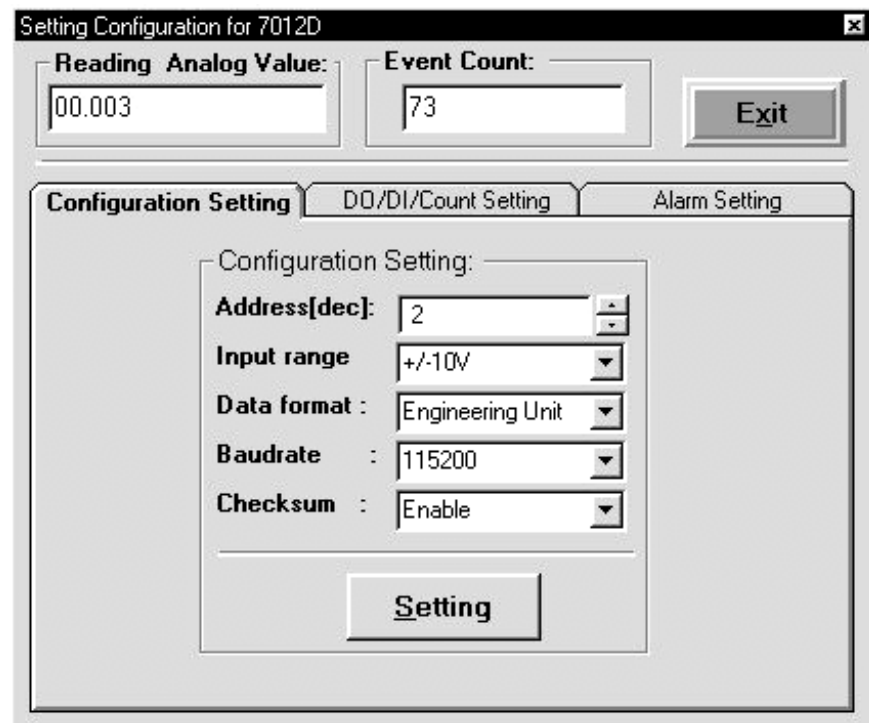 Setting Configuration for 7012D
Reading Analog Value:
Event Count:
00.003
73
Exit
Configuration Setting
DO/DI/Count Setting
Alarm Setting
Configuration Setting:
Address[dec]: 2
Input range +/-10V
Data format : Engineering Unit
Baudrate : 115200
Checksum : Enable
Setting